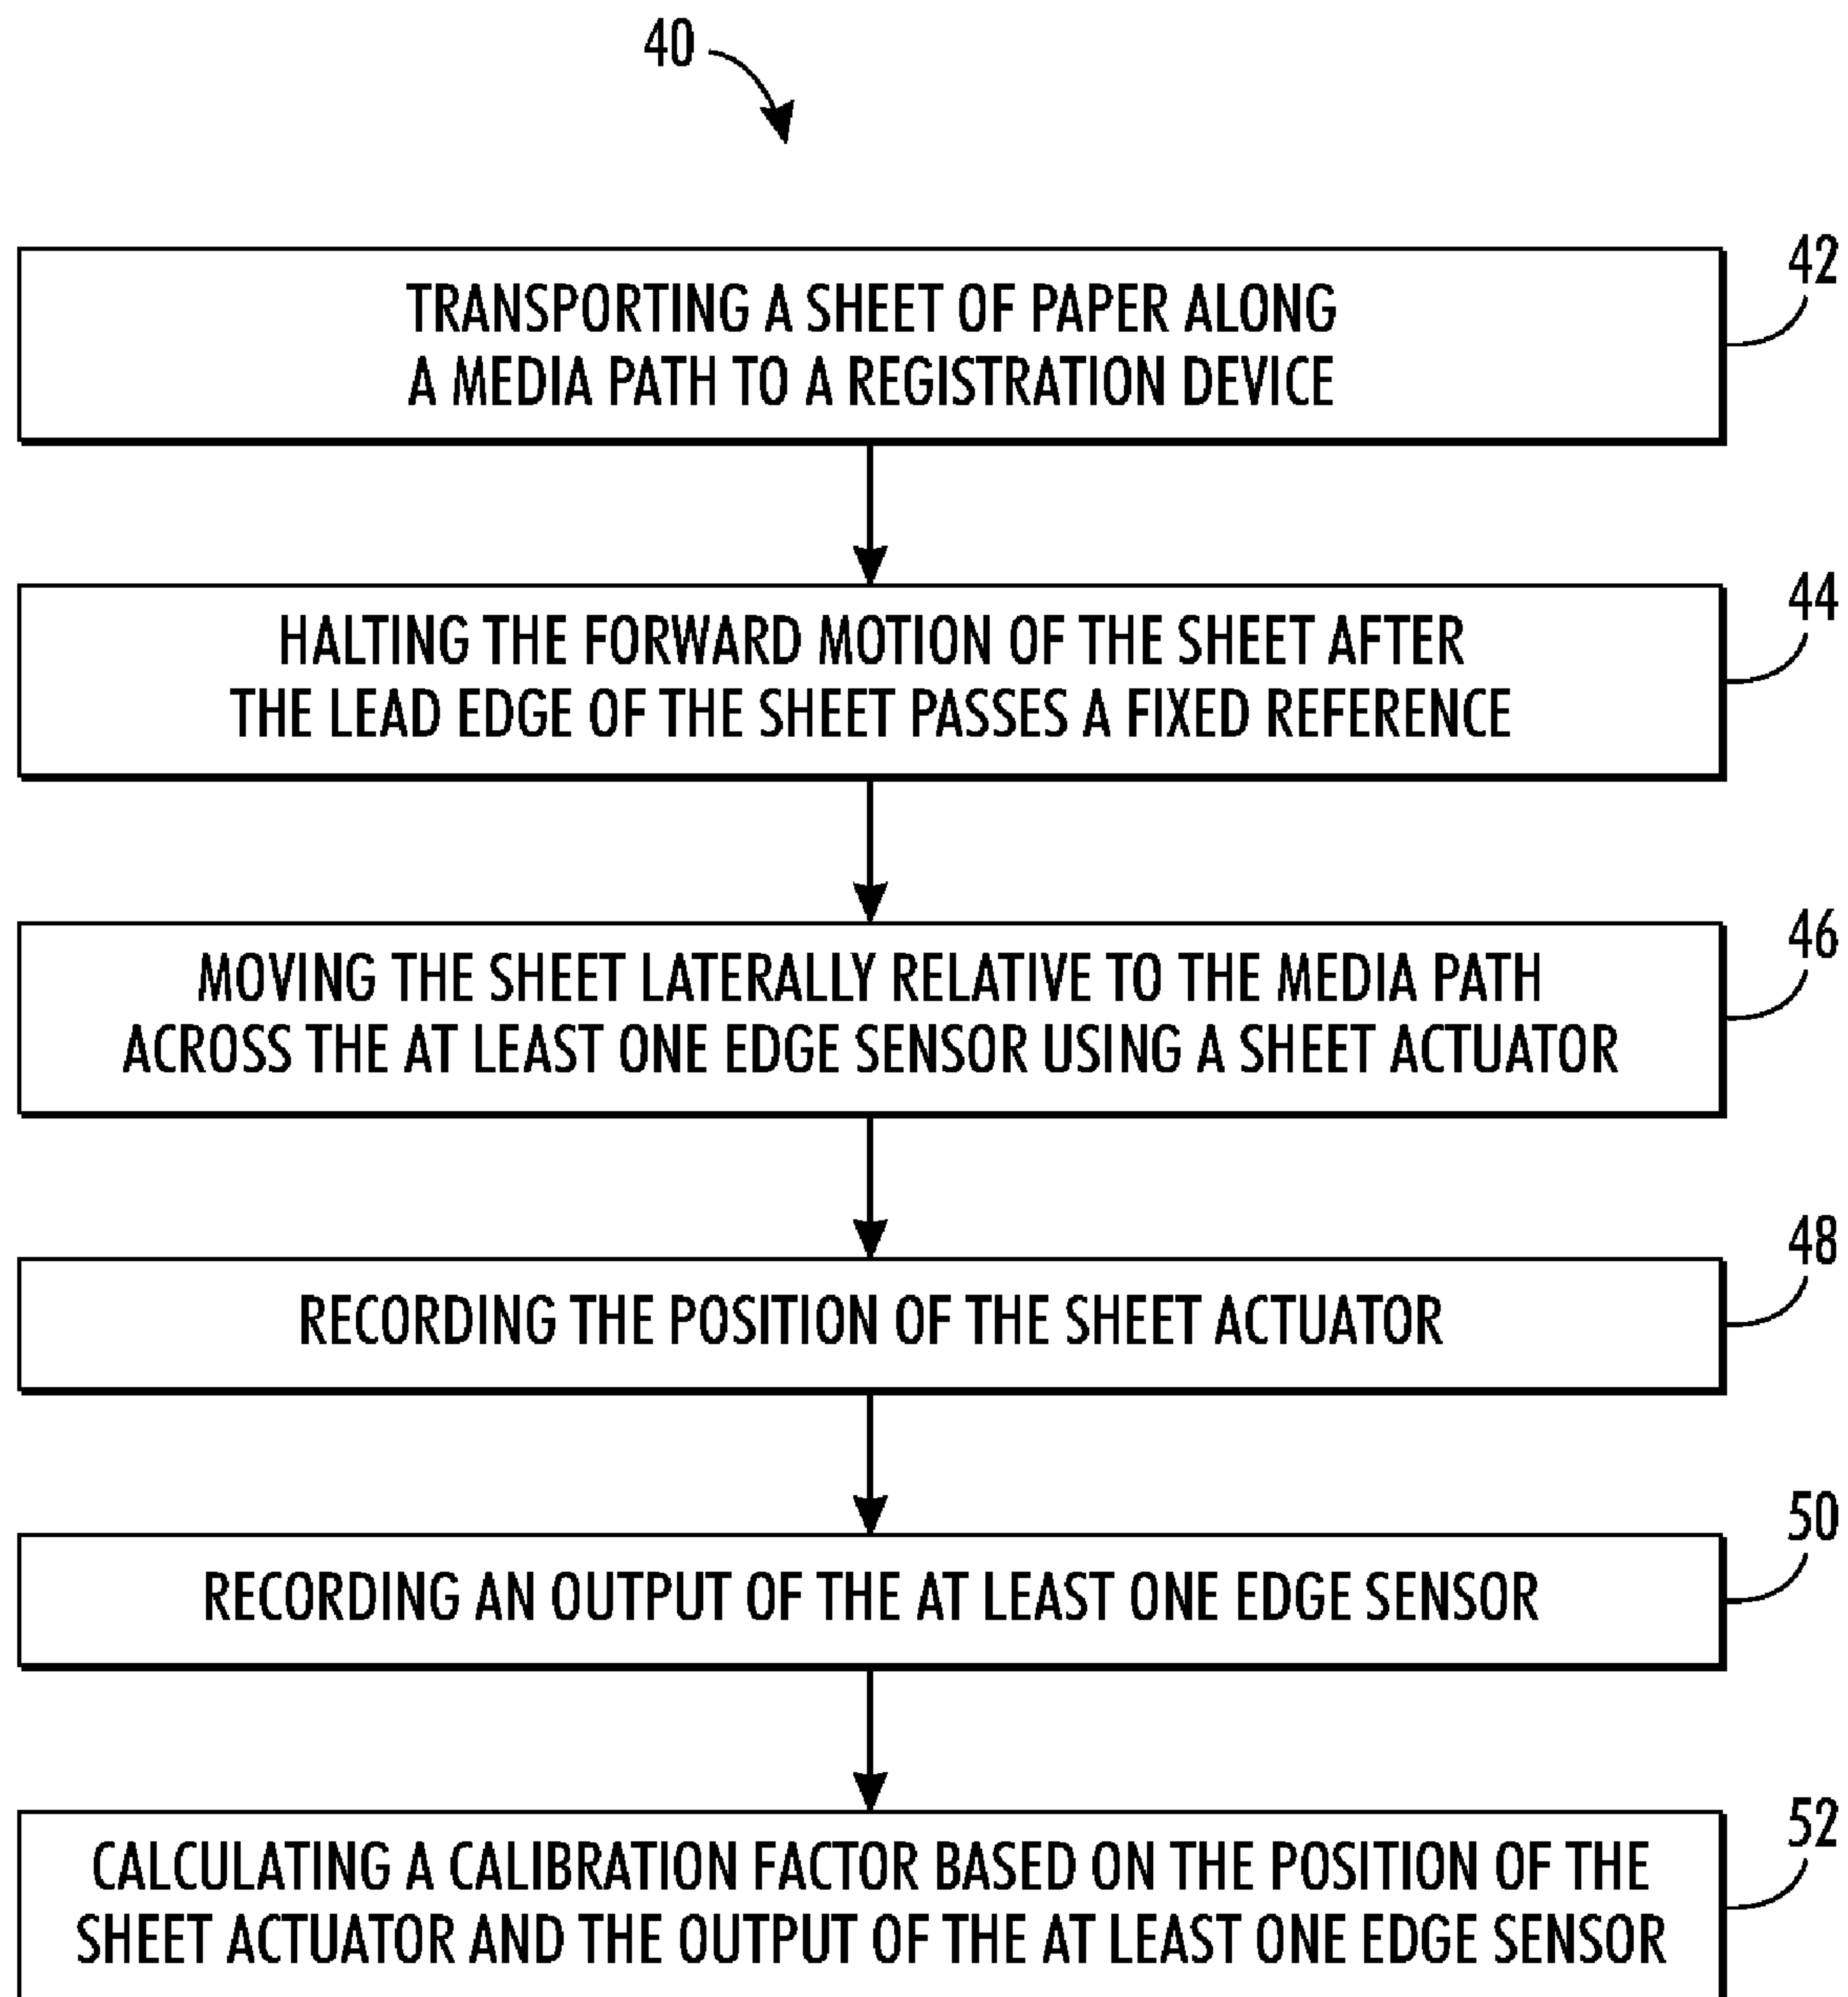 40
42
TRANSPORTING A SHEET OF PAPER ALONG
A MEDIA PATH TO A REGISTRATION DEVICE
44
HALTING THE FORWARD MOTION OF THE SHEET AFTER
THE LEAD EDGE OF THE SHEET PASSES A FIXED REFERENCE
46
MOVING THE SHEET LATERALLY RELATIVE TO THE MEDIA PATH
ACROSS THE AT LEAST ONE EDGE SENSOR USING A SHEET ACTUATOR
48
RECORDING THE POSITION OF THE SHEET ACTUATOR
50
RECORDING AN OUTPUT OF THE AT LEAST ONE EDGE SENSOR
52
CALCULATING A CALIBRATION FACTOR BASED ON THE POSITION OF THE
SHEET ACTUATOR AND THE OUTPUT OF THE AT LEAST ONE EDGE SENSOR